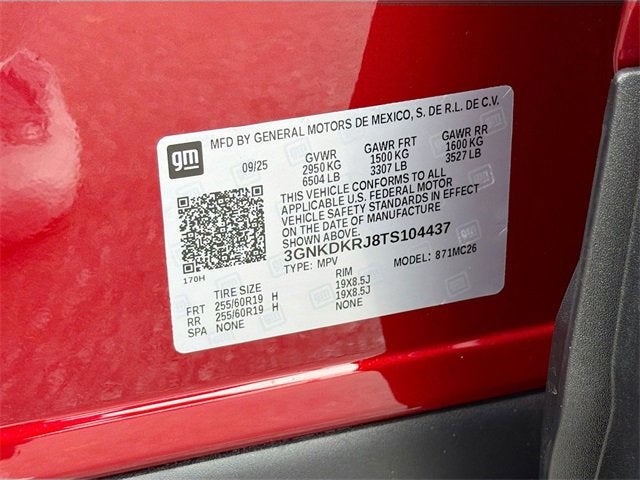 gm
MFD BY GENERAL MOTORS DE MEXICO, S. DE R.L. DE C.V.
09/25 GVWR GAWR FRT GAWR RR
2950 KG 1500 KG 1600 KG
6504 LB 3307 LB 3527 LB
THIS VEHICLE CONFORMS TO ALL
APPLICABLE U.S. FEDERAL MOTOR
VEHICLE SAFETY STANDARDS IN EFFECT
ON THE DATE OF MANUFACTURE
SHOWN ABOVE.
3GNKDKRJ8TS104437
170H TYPE: MPV MODEL: 871MC26
TIRE SIZE RIM
FRT 255/60R19 H 19X8.5J
RR 255/60R19 H 19X8.5J
SPA NONE NONE